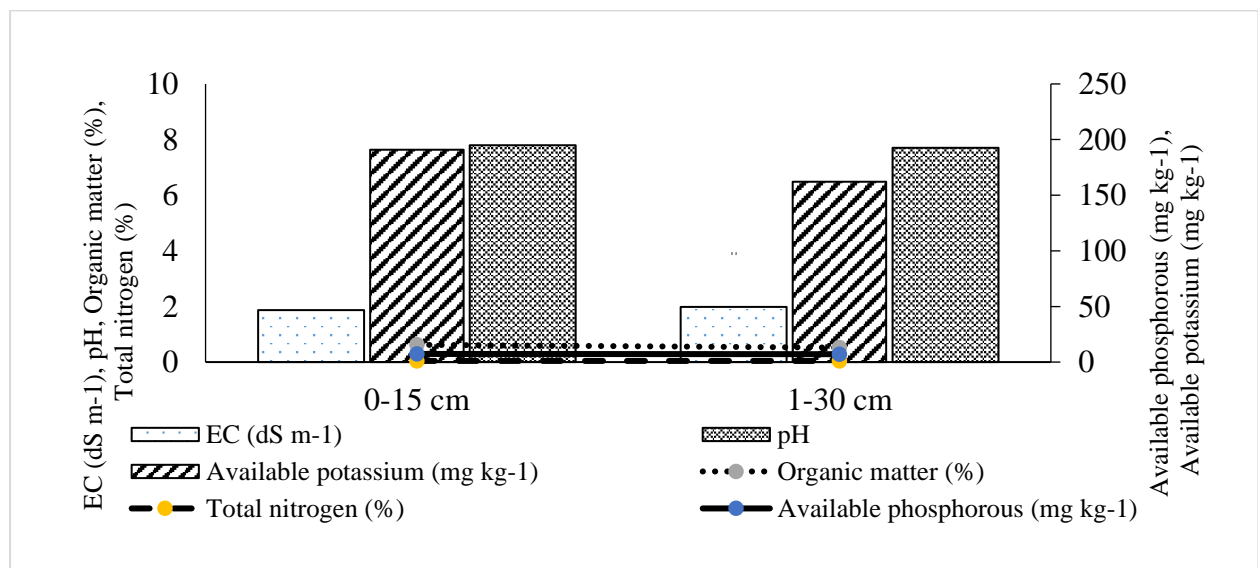 EC (dS m-1), pH, Organic matter (%),
Total nitrogen (%)
10
8
6
4
2
0
250
200
150
100
50
0
Available phosphorous (mg kg-1),
Available potassium (mg kg-1)
0-15 cm
1-30 cm
EC (dS m-1)
pH
Available potassium (mg kg-1)
Organic matter (%)
Total nitrogen (%)
Available phosphorous (mg kg-1)